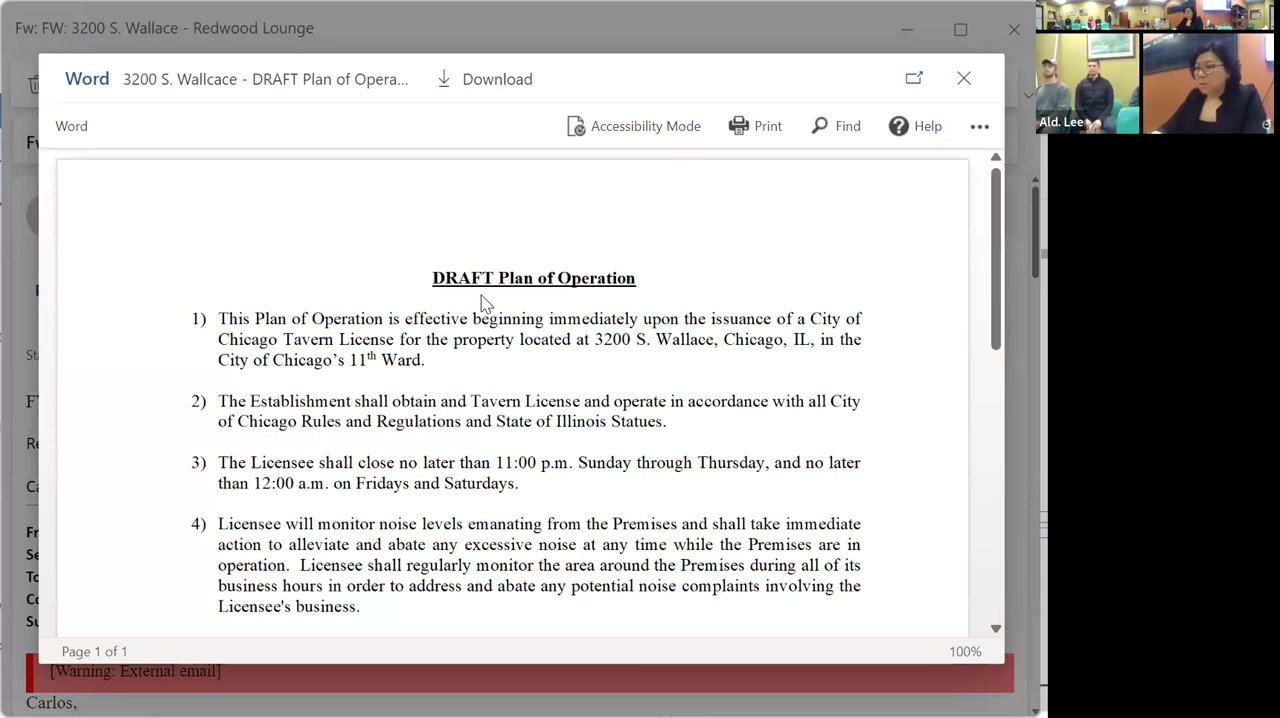 Fw: FW: 3200 S. Wallace - Redwood Lounge
Word 3200 S. Wallcace - DRAFT Plan of Opera... Download
Word Accessibility Mode Print Find Help
DRAFT Plan of Operation
1) This Plan of Operation is effective beginning immediately upon the issuance of a City of
Chicago Tavern License for the property located at 3200 S. Wallace, Chicago, IL, in the
City of Chicago's 11th Ward.
2) The Establishment shall obtain and Tavern License and operate in accordance with all City
of Chicago Rules and Regulations and State of Illinois Statues.
3) The Licensee shall close no later than 11:00 p.m. Sunday through Thursday, and no later
than 12:00 a.m. on Fridays and Saturdays.
4) Licensee will monitor noise levels emanating from the Premises and shall take immediate
action to alleviate and abate any excessive noise at any time while the Premises are in
operation. Licensee shall regularly monitor the area around the Premises during all of its
business hours in order to address and abate any potential noise complaints involving the
Licensee's business.
Page 1 of 1 100%
[Warning: External email]
Carlos,
Ald. Lee